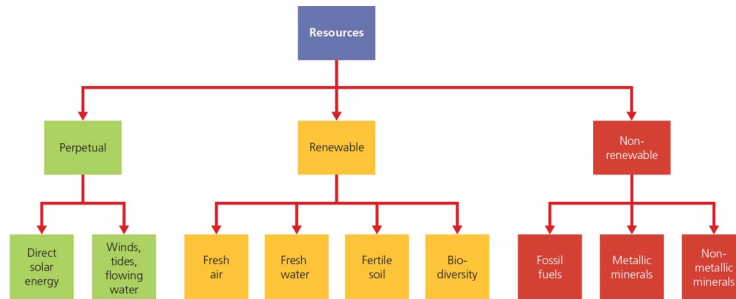 Resources
Perpetual
Renewable
Non-
renewable
Direct
solar
energy
Winds,
tides,
flowing
water
Fresh
air
Fresh
water
Fertile
soil
Bio-
diversity
Fossil
fuels
Metallic
minerals
Non-
metallic
minerals